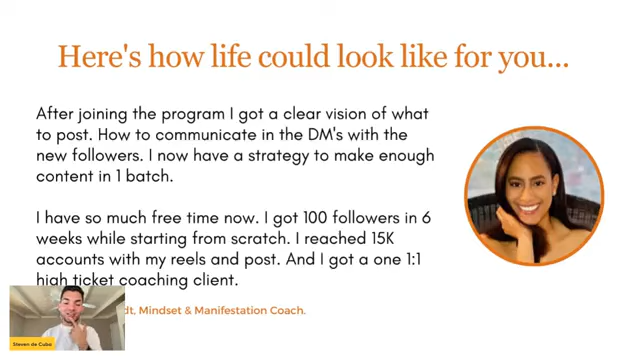 Here's how life could look like for you...
After joining the program I got a clear vision of what
to post. How to communicate in the DM's with the
new followers. I now have a strategy to make enough
content in 1 batch.
I have so much free time now. I got 100 followers in 6
weeks while starting from scratch. I reached 15K
accounts with my reels and post. And I got a one 1:1
high ticket coaching client.
dt, Mindset & Manifestation Coach.
Steven de Cuba